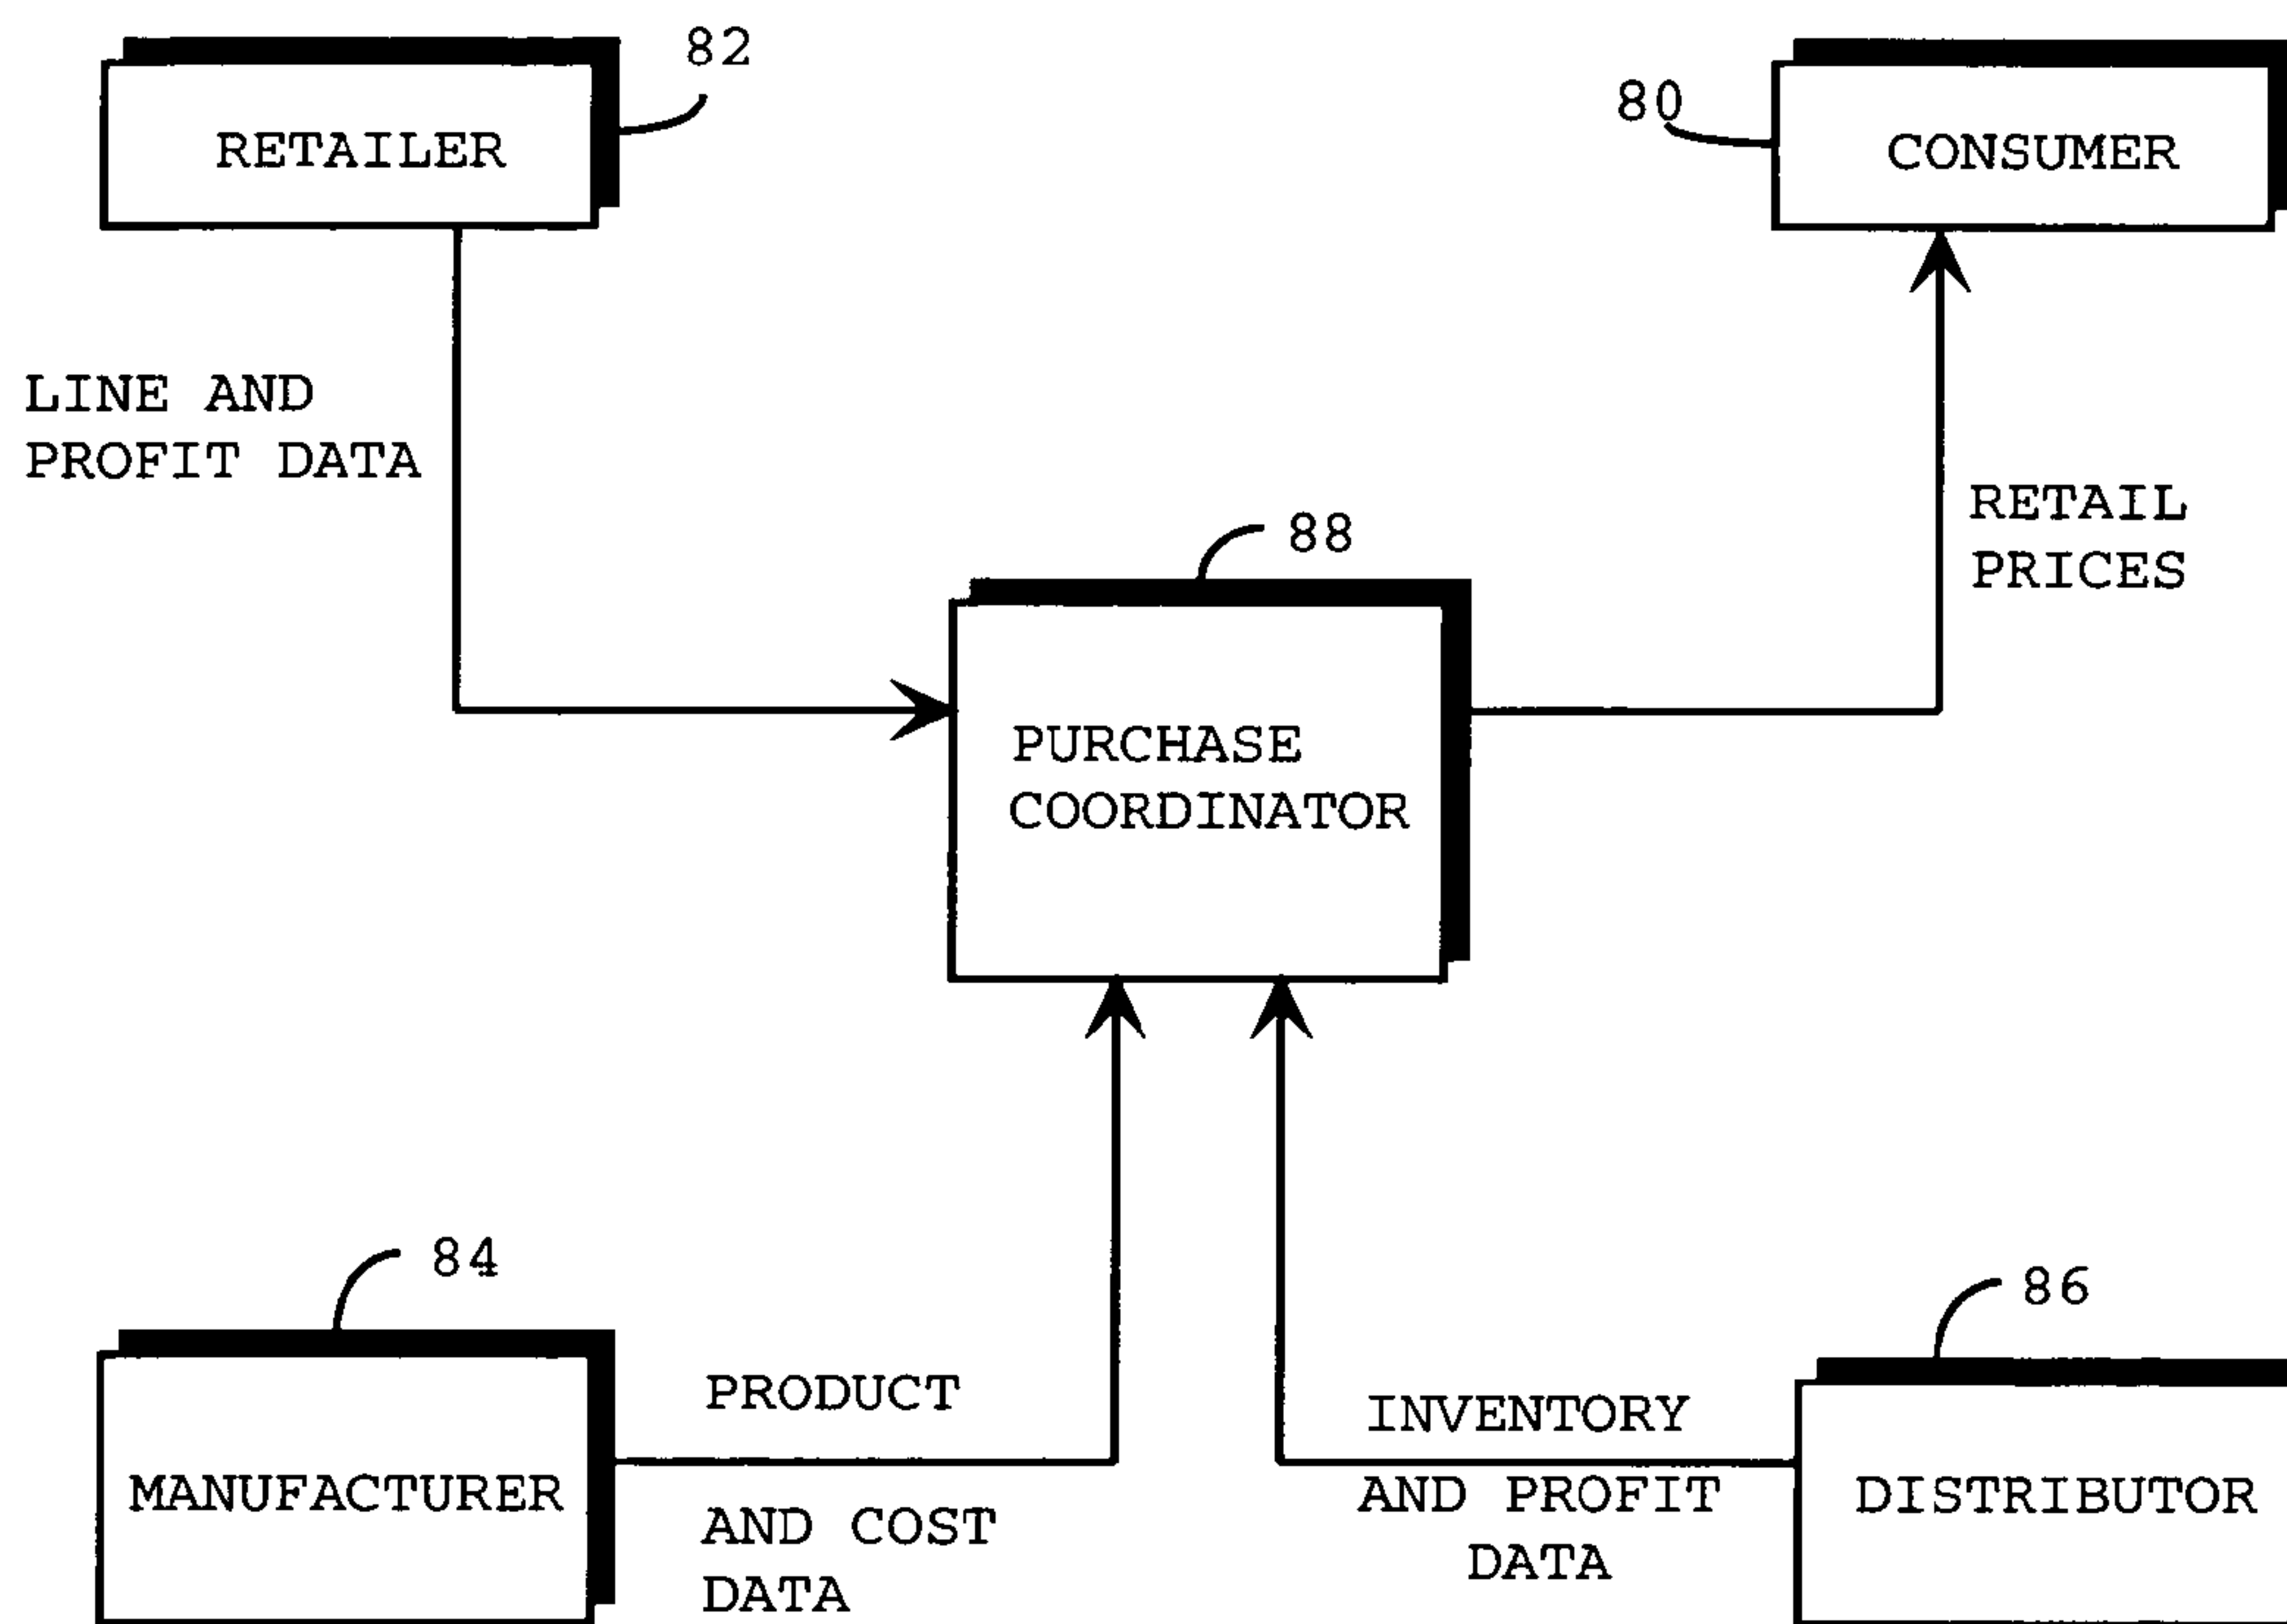 82
RETAILER
80
CONSUMER
LINE AND
PROFIT DATA
RETAIL
PRICES
88
PURCHASE
COORDINATOR
84
MANUFACTURER
PRODUCT
AND COST
DATA
86
INVENTORY
AND PROFIT
DATA
DISTRIBUTOR